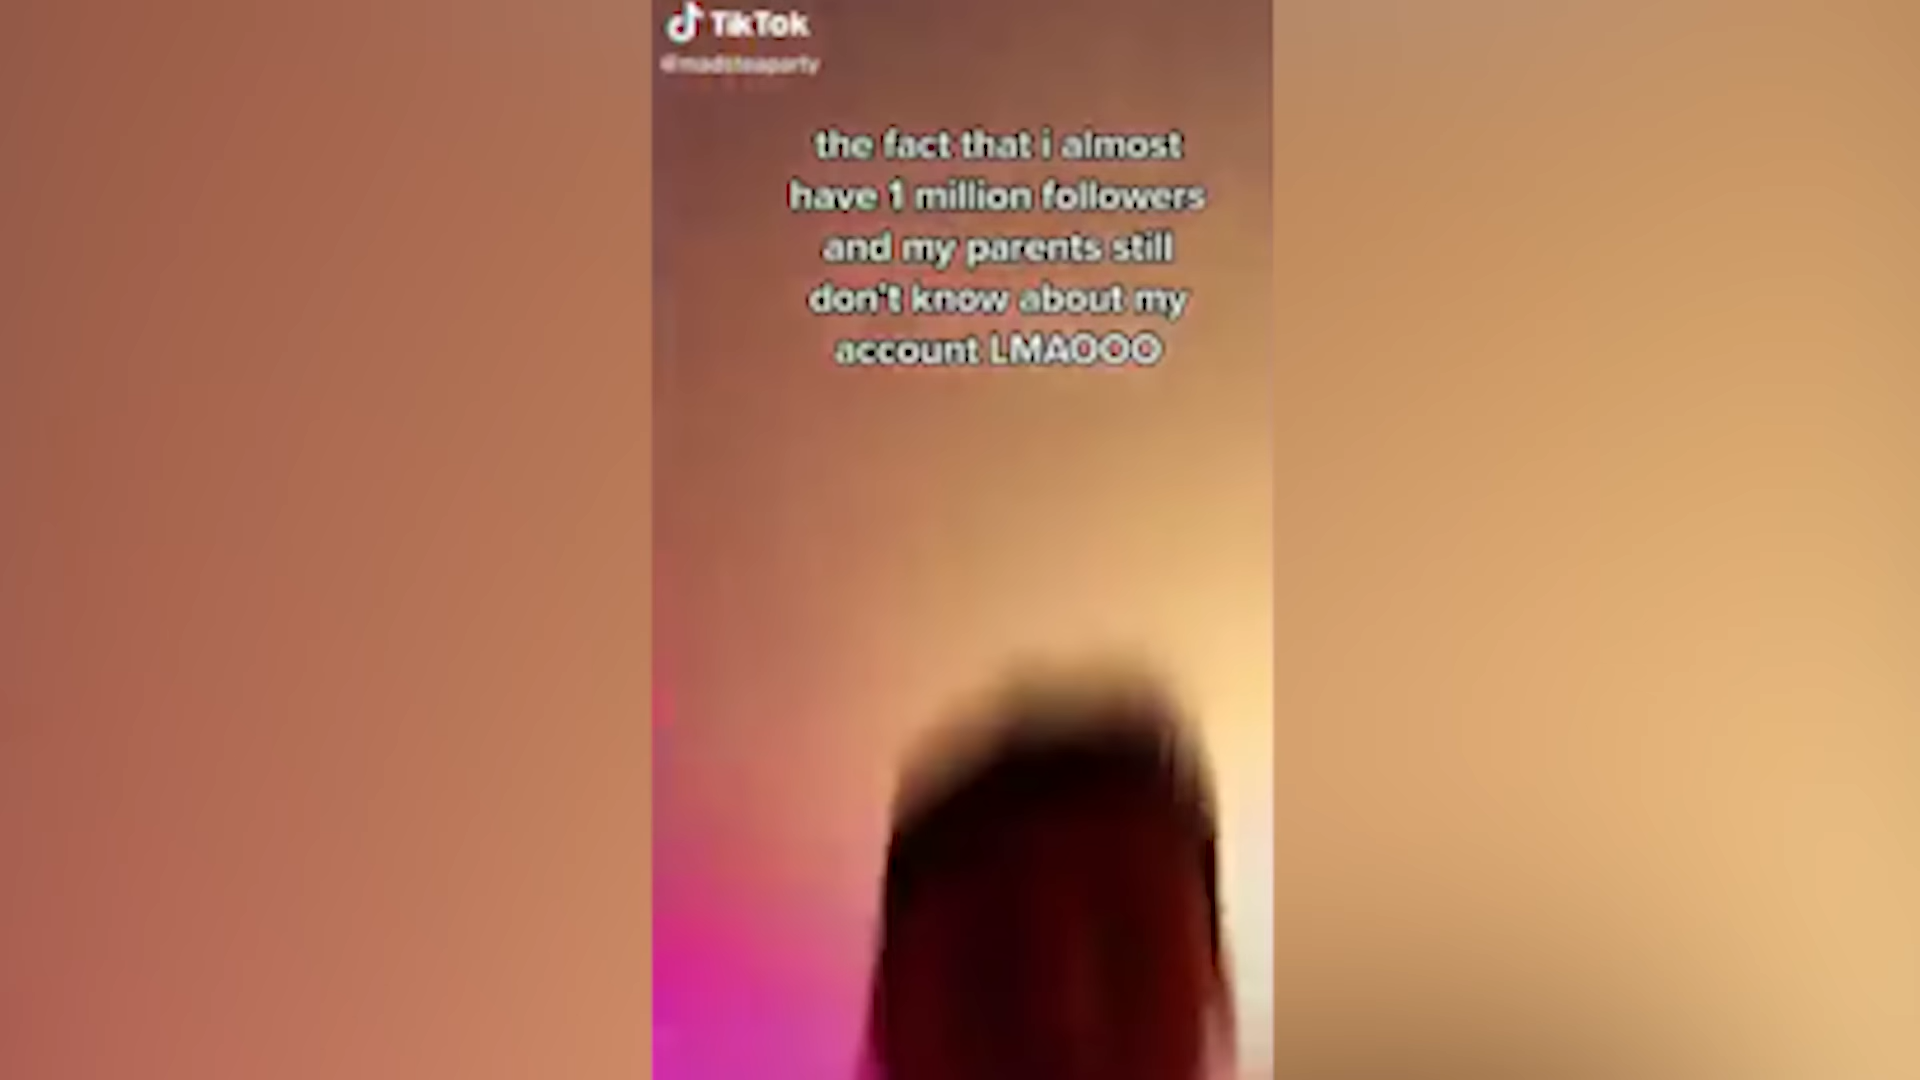 TikTok
@madsteaparty
the fact that i almost
have 1 million followers
and my parents still
don't know about my
account LMAOOO